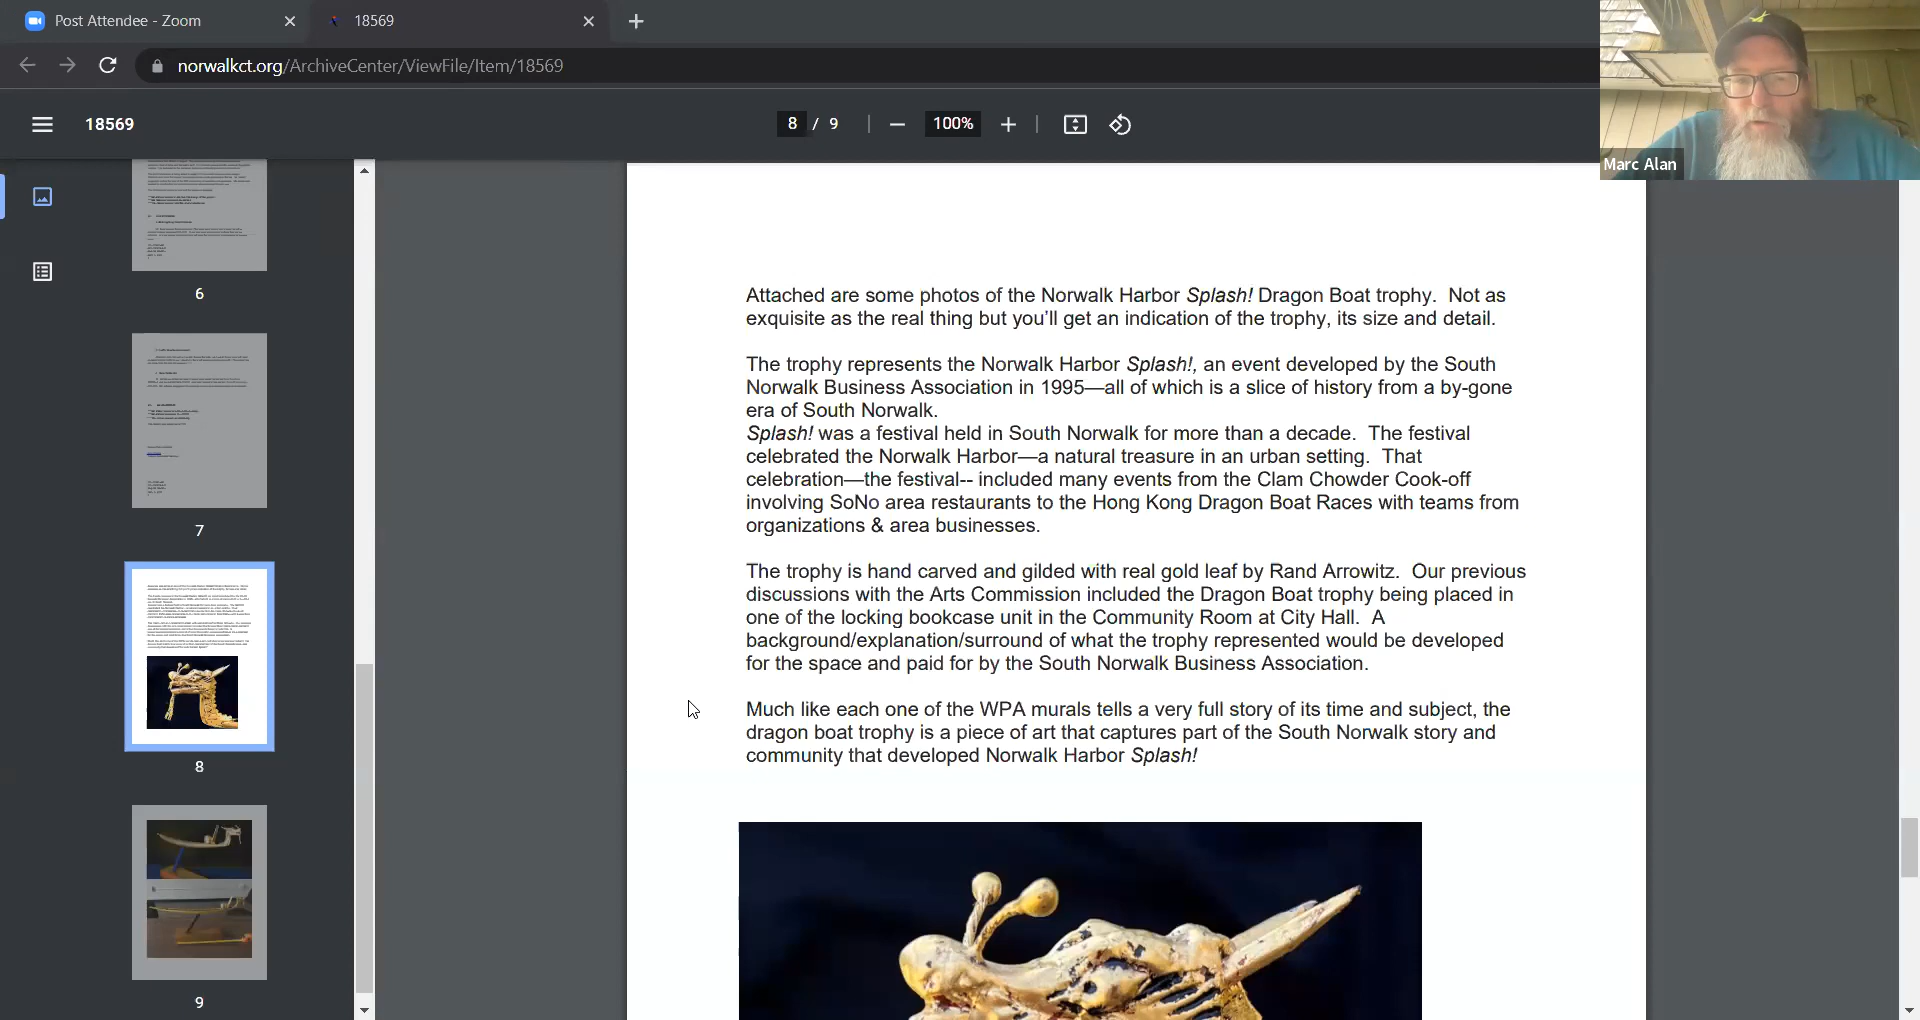 Post Attendee - Zoom
18569
norwalkct.org/ArchiveCenter/ViewFile/Item/18569
18569
8 / 9
100%
Marc Alan
6
7
8
9
Attached are some photos of the Norwalk Harbor Splash! Dragon Boat trophy.  Not as
exquisite as the real thing but you'll get an indication of the trophy, its size and detail.
The trophy represents the Norwalk Harbor Splash!, an event developed by the South
Norwalk Business Association in 1995—all of which is a slice of history from a by-gone
era of South Norwalk.
Splash! was a festival held in South Norwalk for more than a decade.  The festival
celebrated the Norwalk Harbor—a natural treasure in an urban setting.  That
celebration—the festival-- included many events from the Clam Chowder Cook-off
involving SoNo area restaurants to the Hong Kong Dragon Boat Races with teams from
organizations & area businesses.
The trophy is hand carved and gilded with real gold leaf by Rand Arrowitz.  Our previous
discussions with the Arts Commission included the Dragon Boat trophy being placed in
one of the locking bookcase unit in the Community Room at City Hall.  A
background/explanation/surround of what the trophy represented would be developed
for the space and paid for by the South Norwalk Business Association.
Much like each one of the WPA murals tells a very full story of its time and subject, the
dragon boat trophy is a piece of art that captures part of the South Norwalk story and
community that developed Norwalk Harbor Splash!